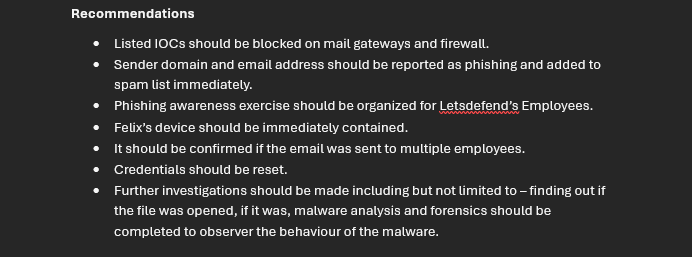 Recommendations
• Listed IOCs should be blocked on mail gateways and firewall.
• Sender domain and email address should be reported as phishing and added to
spam list immediately.
• Phishing awareness exercise should be organized for Letsdefend’s Employees.
• Felix’s device should be immediately contained.
• It should be confirmed if the email was sent to multiple employees.
• Credentials should be reset.
• Further investigations should be made including but not limited to – finding out if
the file was opened, if it was, malware analysis and forensics should be
completed to observer the behaviour of the malware.